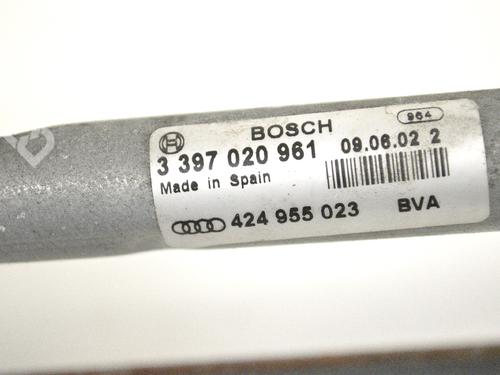 964
BOSCH
3 397 020 961 09.06.02 2
Made in Spain
424 955 023 BVA